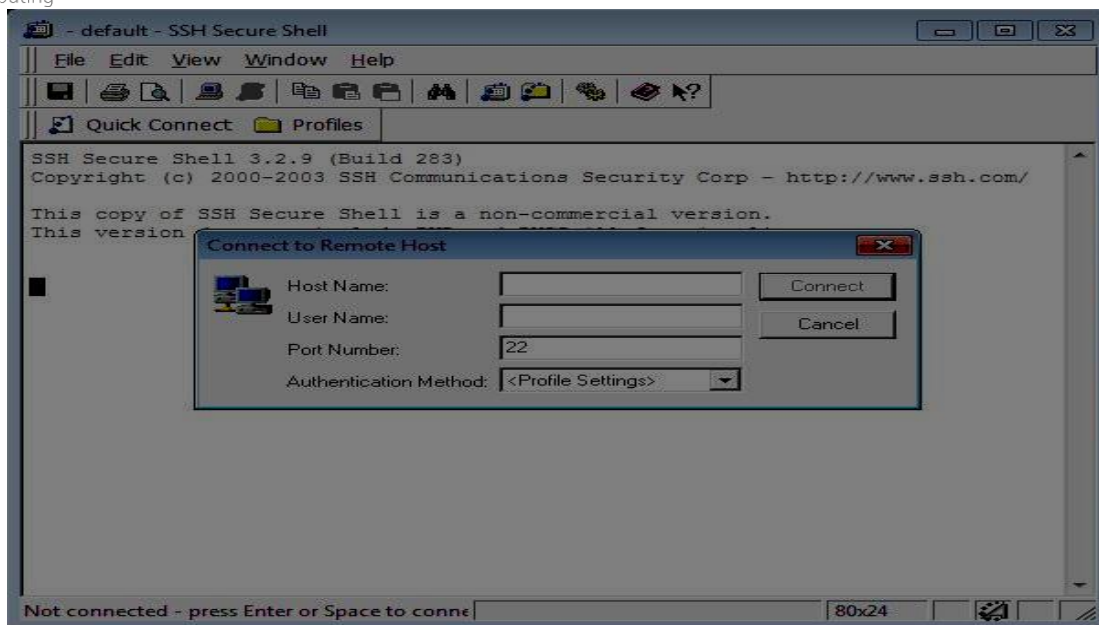 - default - SSH Secure Shell
File Edit View Window Help
Quick Connect Profiles
SSH Secure Shell 3.2.9 (Build 283)
Copyright (c) 2000-2003 SSH Communications Security Corp - http://www.ssh.com/
This copy of SSH Secure Shell is a non-commercial version.
This version
Connect to Remote Host
Host Name:
Connect
User Name:
Cancel
Port Number:
22
Authentication Method:
<Profile Settings>
Not connected - press Enter or Space to conne
80x24